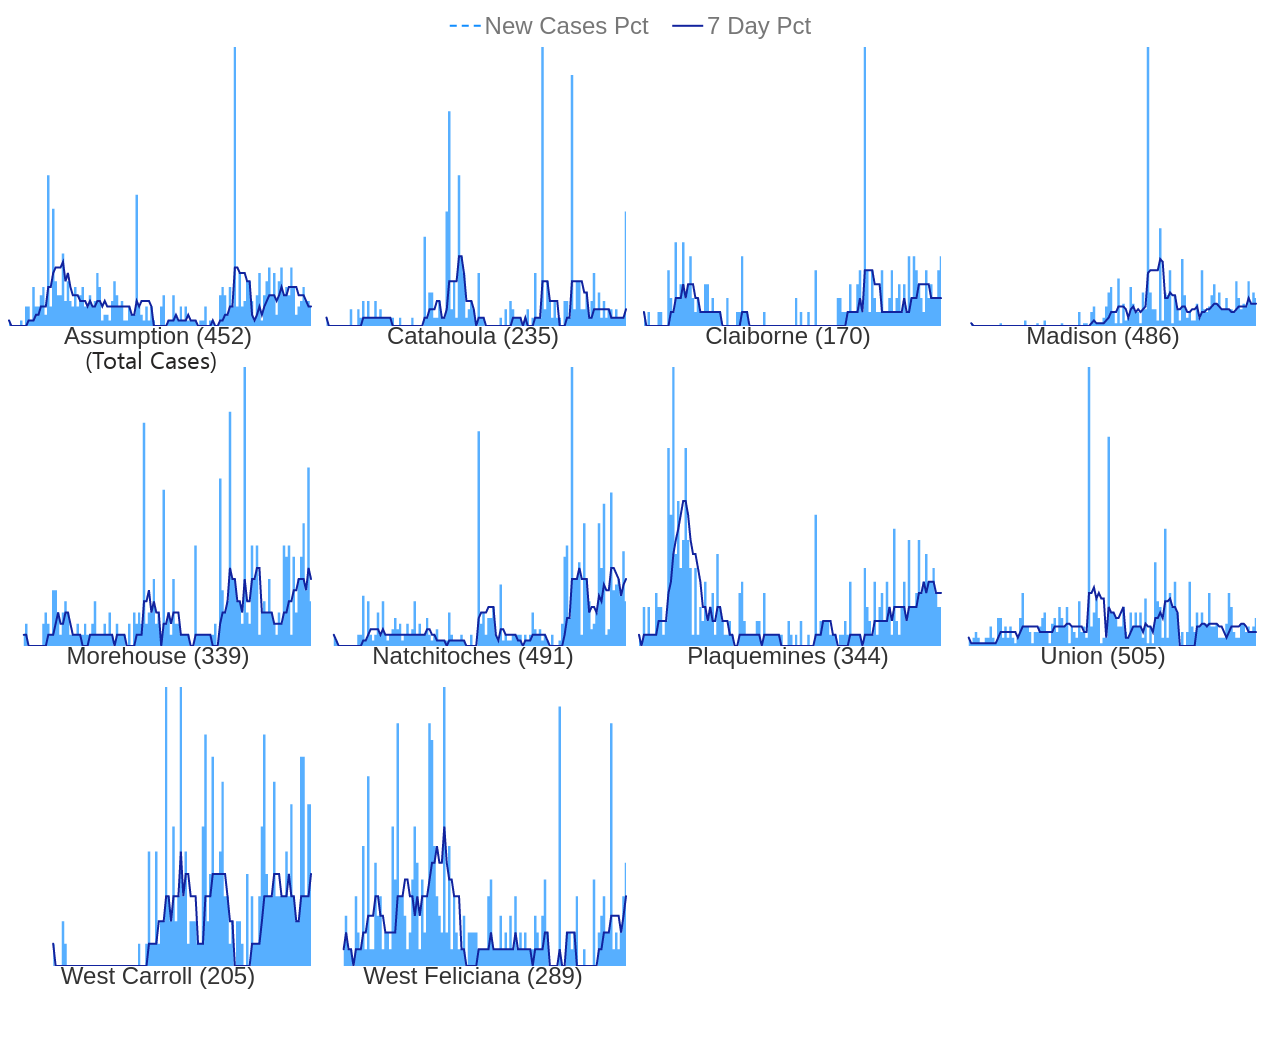 New Cases Pct 7 Day Pct
Assumption (452) Catahoula (235) Claiborne (170) Madison (486)
(Total Cases)
Morehouse (339) Natchitoches (491) Plaquemines (344) Union (505)
West Carroll (205) West Feliciana (289)